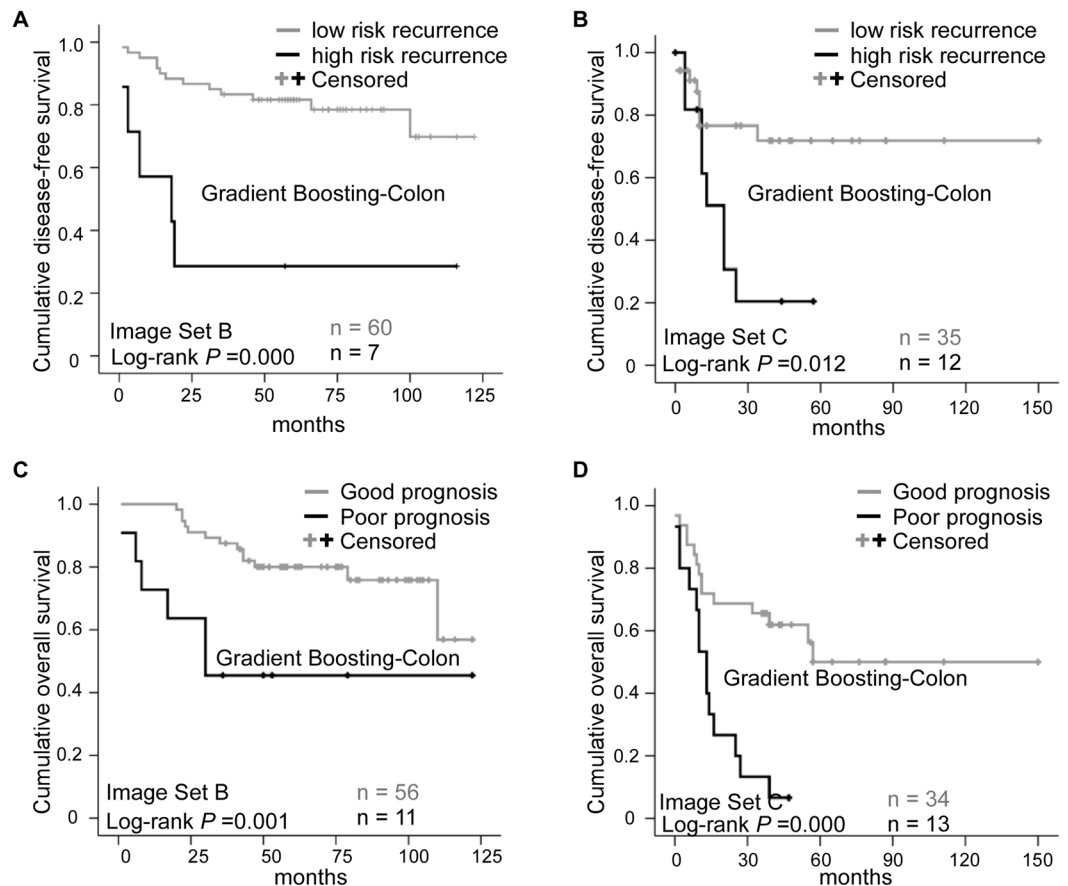 A
low risk recurrence
high risk recurrence
Censored
Cumulative disease-free survival
1.0
0.8
0.6
0.4
0.2
0
Gradient Boosting-Colon
Image Set B
n = 60
Log-rank P =0.000
n = 7
0 25 50 75 100 125
months
B
low risk recurrence
high risk recurrence
Censored
Cumulative disease-free survival
1.0
0.8
0.6
0.4
0.2
0
Gradient Boosting-Colon
Image Set C
n = 35
Log-rank P =0.012
n = 12
0 30 60 90 120 150
months
C
Good prognosis
Poor prognosis
Censored
Cumulative overall survival
1.0
0.8
0.6
0.4
0.2
0
Gradient Boosting-Colon
Image Set B
n = 56
Log-rank P =0.001
n = 11
0 25 50 75 100 125
months
D
Good prognosis
Poor prognosis
Censored
Cumulative overall survival
1.0
0.8
0.6
0.4
0.2
0
Gradient Boosting-Colon
Image Set C
n = 34
Log-rank P =0.000
n = 13
0 30 60 90 120 150
months